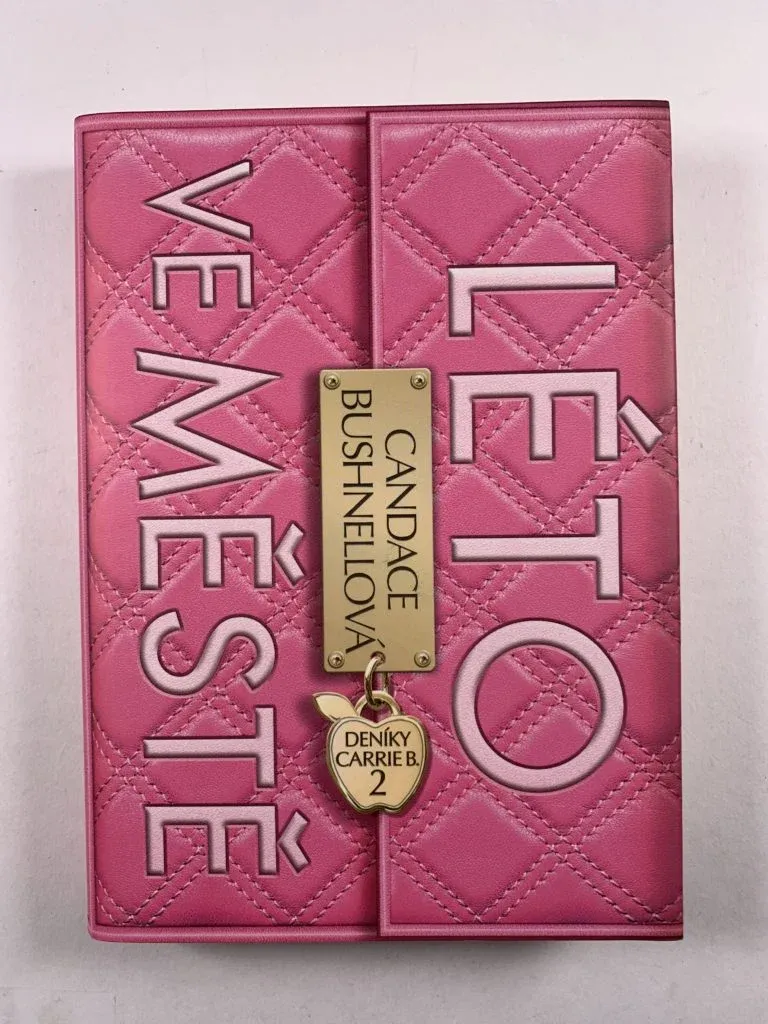 LÉTO
VE MĚSTĚ
CANDACE
BUSHNELLOVÁ
DENÍKY
CARRIE B.
2